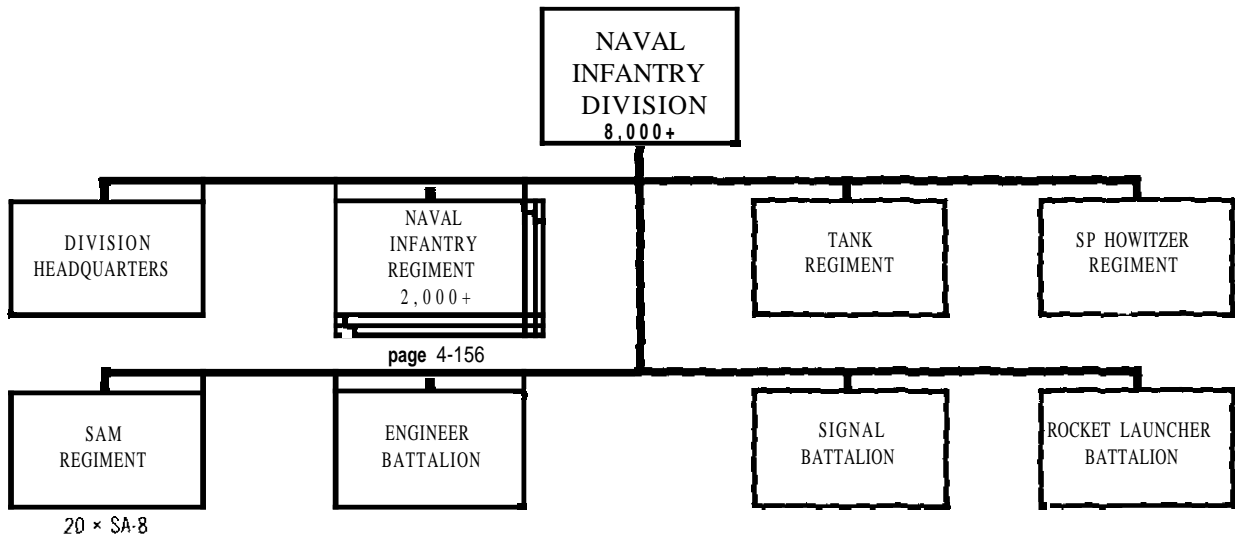 NAVAL
INFANTRY
DIVISION
8,000+
DIVISION
HEADQUARTERS
NAVAL
INFANTRY
REGIMENT
2,000+
page 4-156
TANK
REGIMENT
SP HOWITZER
REGIMENT
SAM
REGIMENT
20 × SA-8
ENGINEER
BATTALION
SIGNAL
BATTALION
ROCKET LAUNCHER
BATTALION